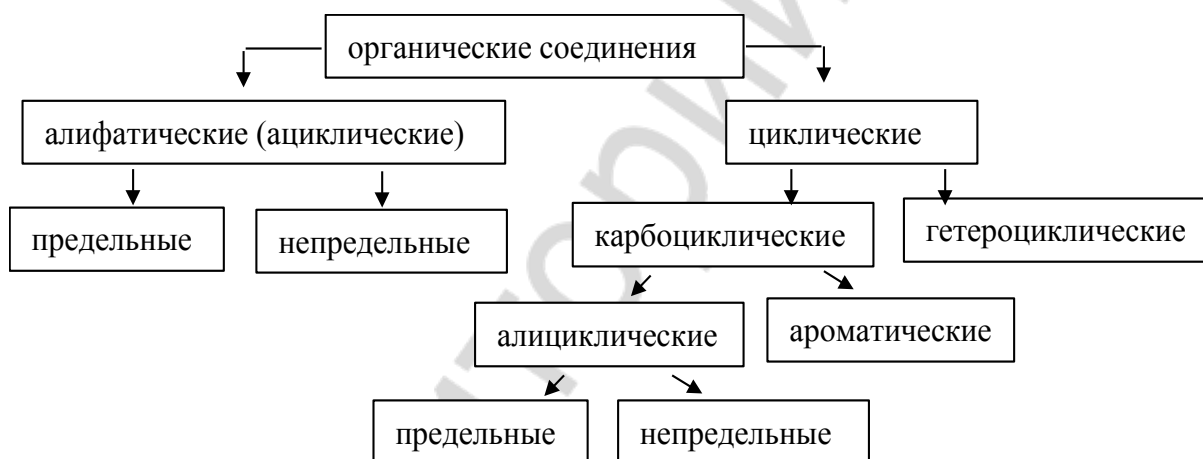 органические соединения
алифатические (ациклические)
циклические
предельные
непредельные
карбоциклические
гетероциклические
алициклические
ароматические
предельные
непредельные